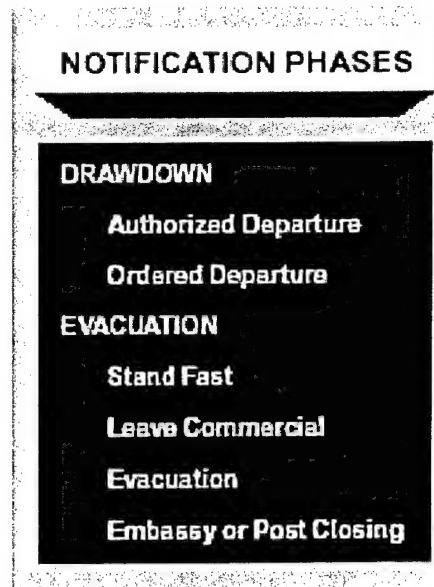 NOTIFICATION PHASES
DRAWDOWN
Authorized Departure
Ordered Departure
EVACUATION
Stand Fast
Leave Commercial
Evacuation
Embassy or Post Closing